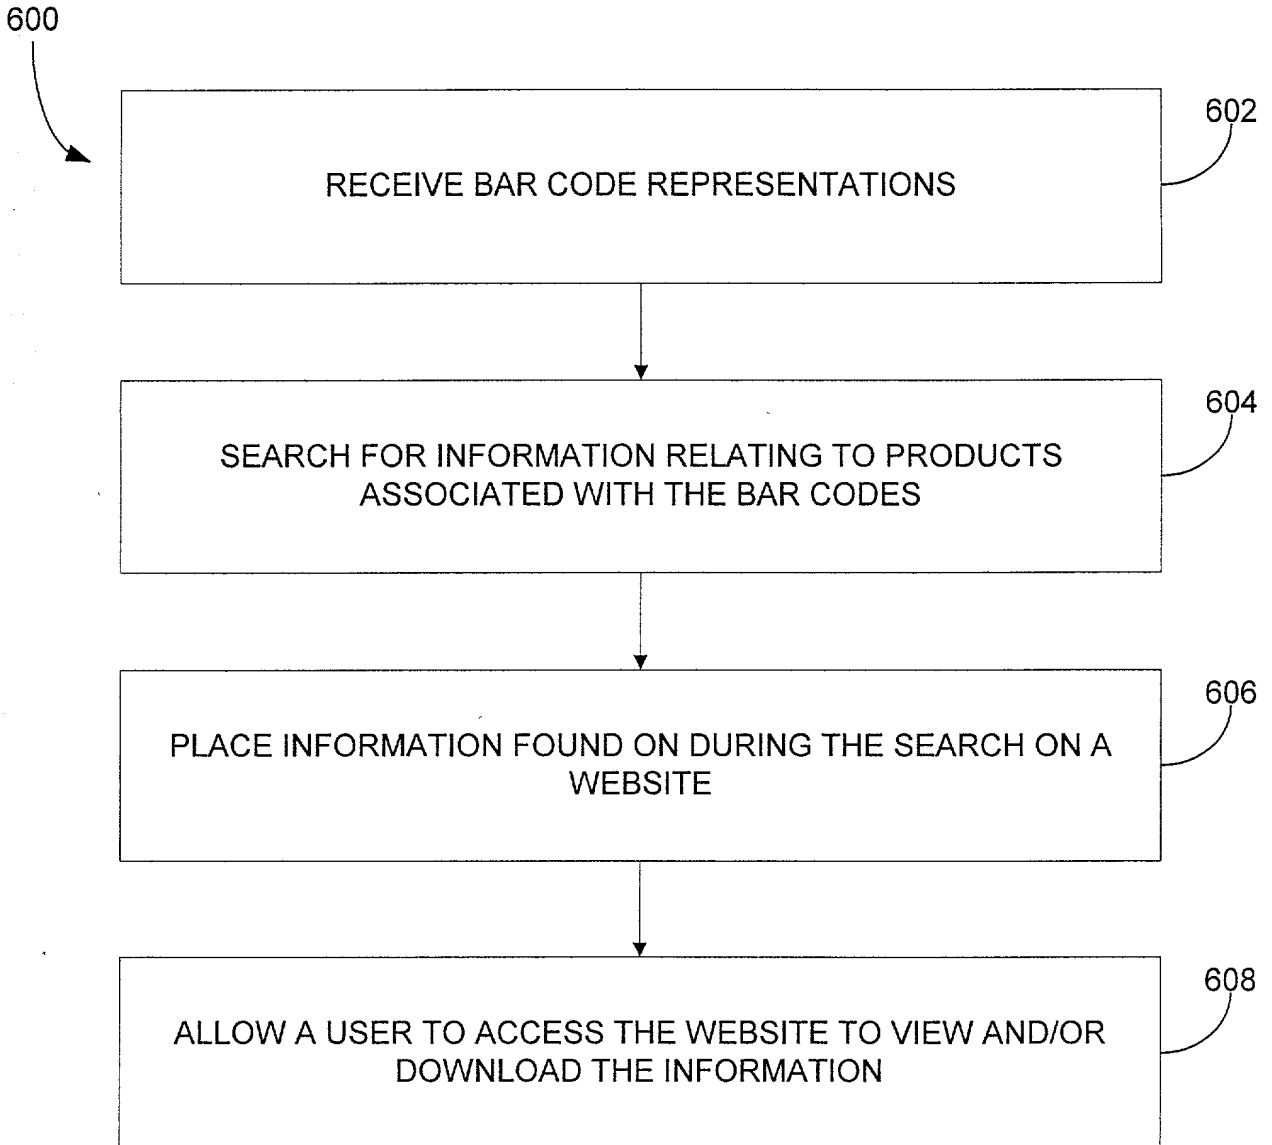 600
602
RECEIVE BAR CODE REPRESENTATIONS
604
SEARCH FOR INFORMATION RELATING TO PRODUCTS
ASSOCIATED WITH THE BAR CODES
606
PLACE INFORMATION FOUND ON DURING THE SEARCH ON A
WEBSITE
608
ALLOW A USER TO ACCESS THE WEBSITE TO VIEW AND/OR
DOWNLOAD THE INFORMATION